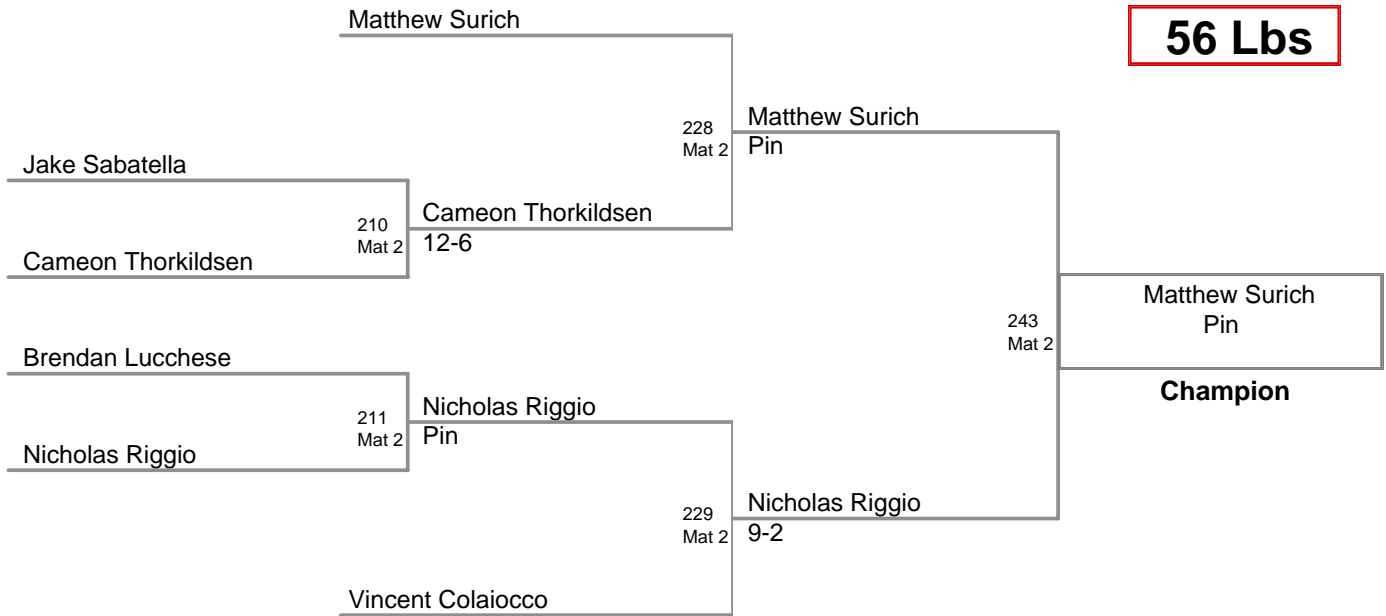 Matthew Surich
56 Lbs
228
Mat 2
Matthew Surich
Pin
Jake Sabatella
210
Mat 2
Cameon Thorkildsen
12-6
Cameon Thorkildsen
243
Mat 2
Matthew Surich
Pin
Champion
Brendan Lucchese
211
Mat 2
Nicholas Riggio
Pin
Nicholas Riggio
229
Mat 2
Nicholas Riggio
9-2
Vincent Colaiocco